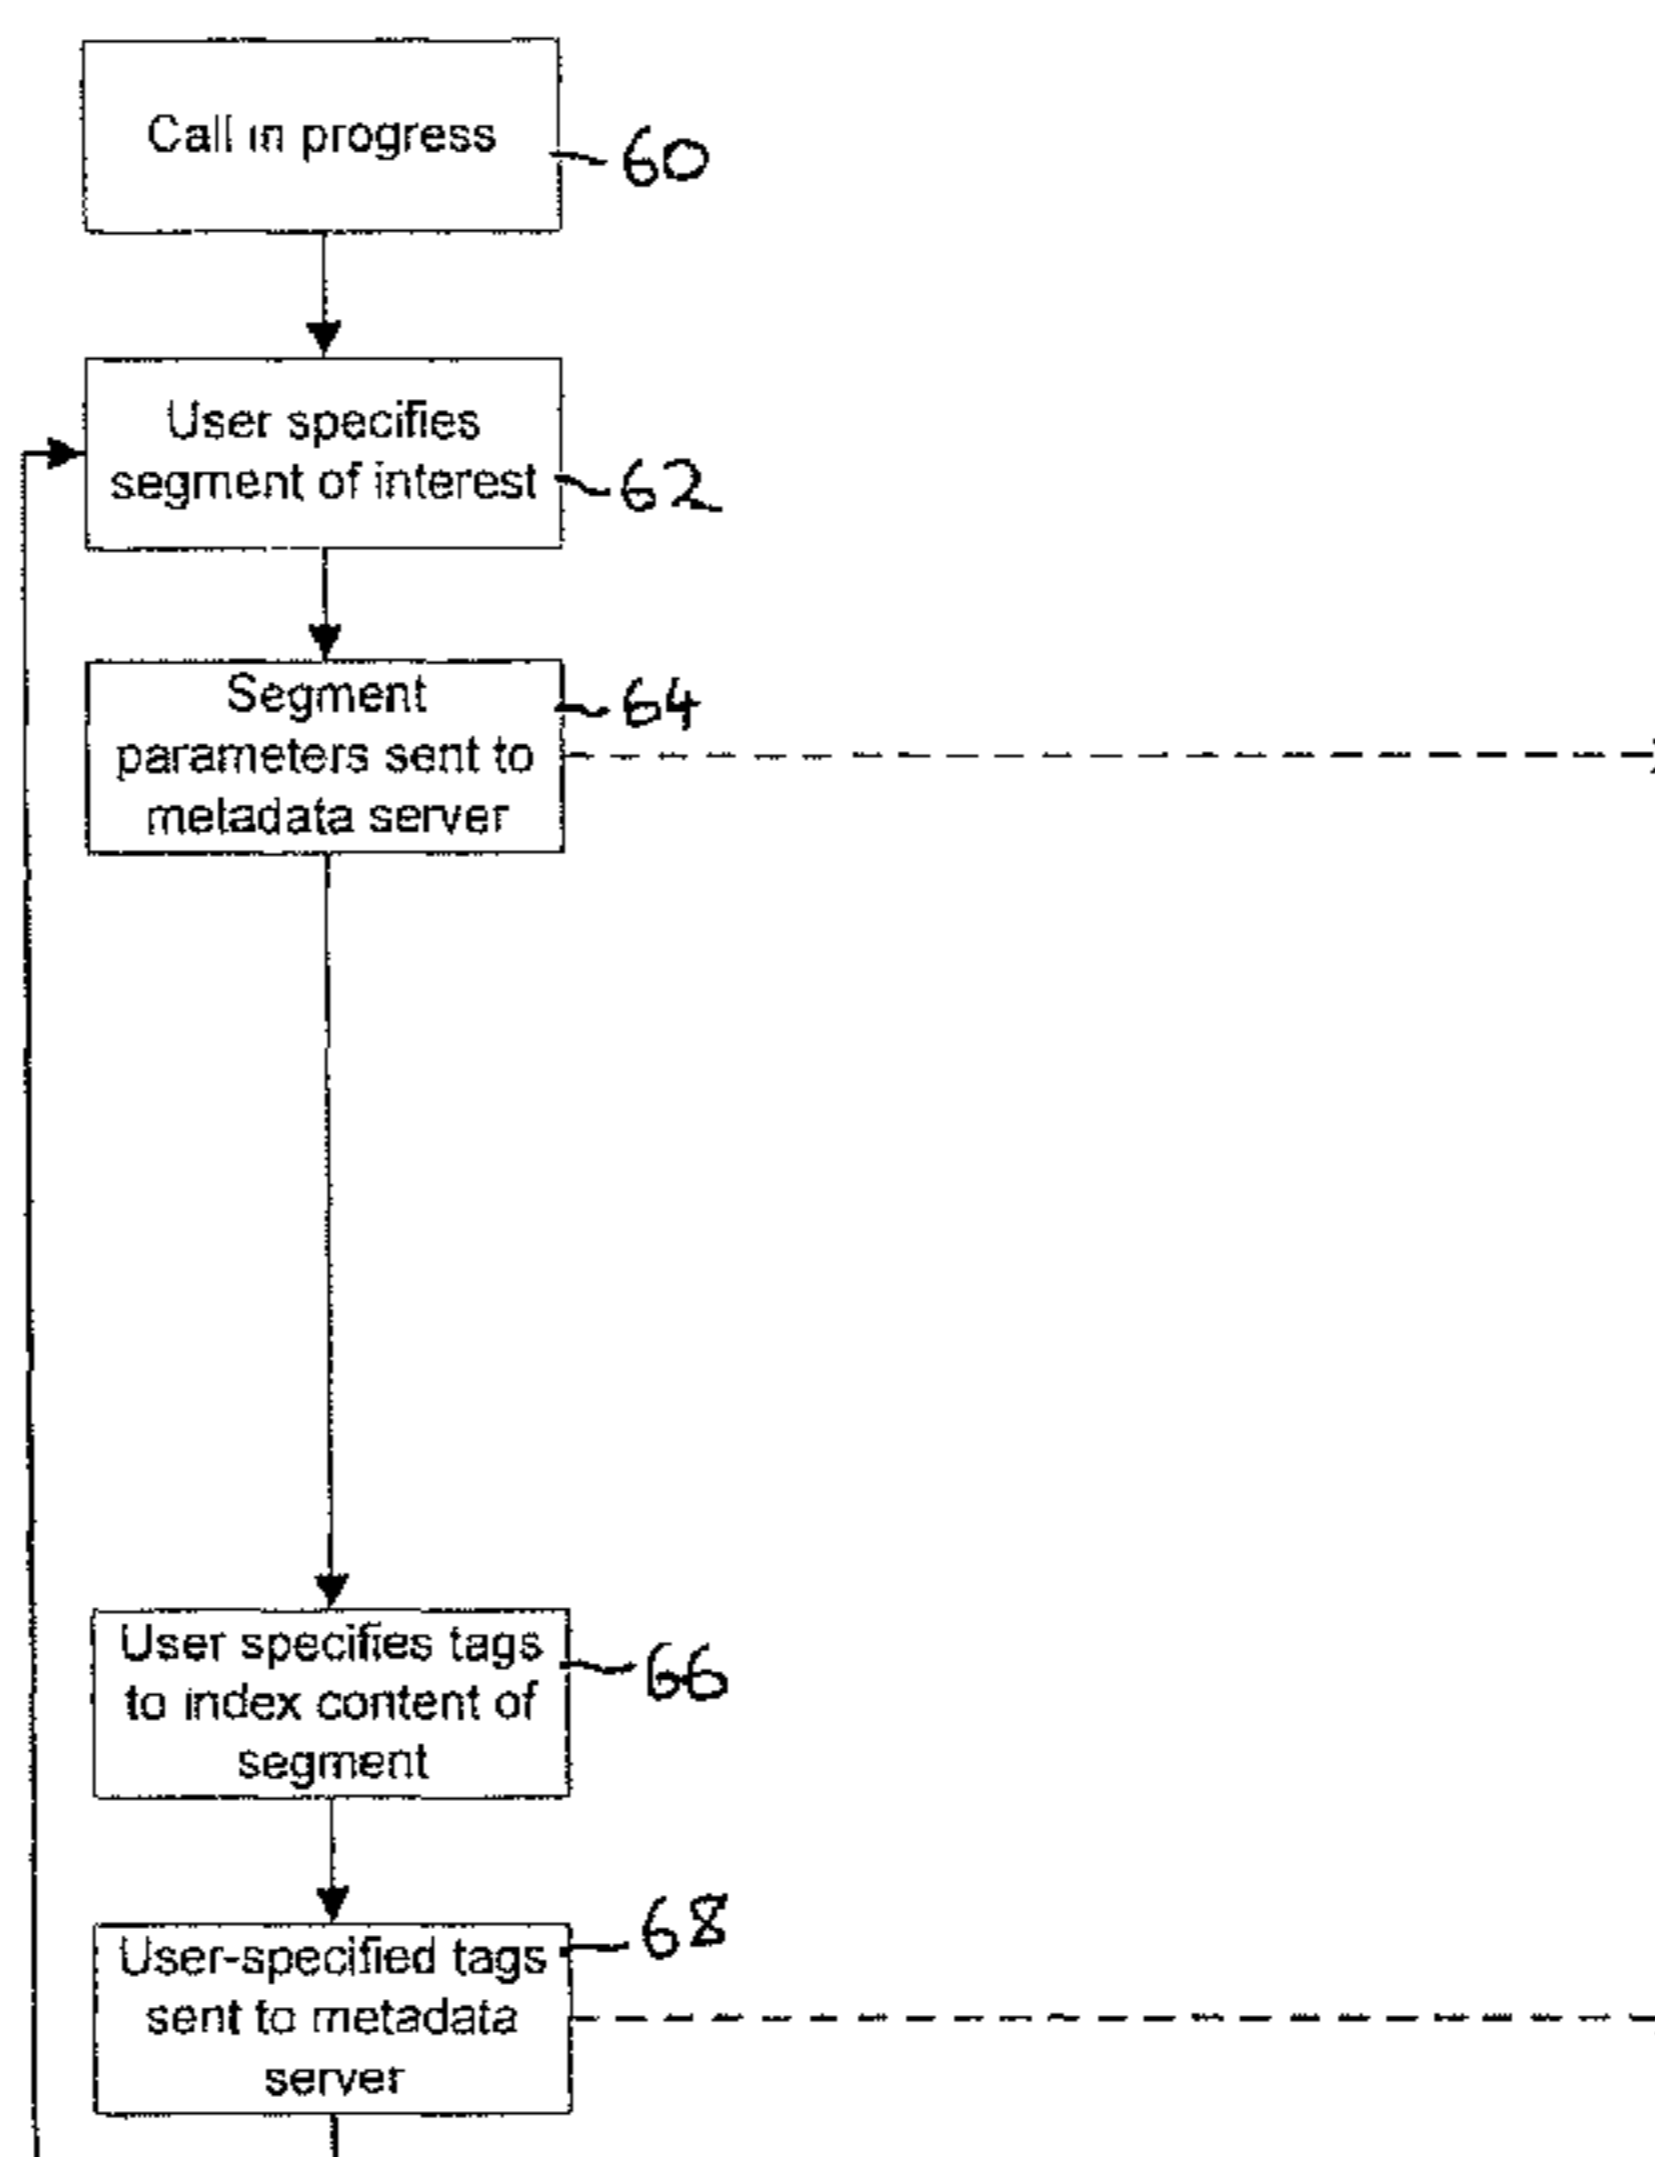 Call in progress
60
User specifies
segment of interest
62
Segment
parameters sent to
metadata server
64
User specifies tags
to index content of
segment
66
User-specified tags
sent to metadata
server
68